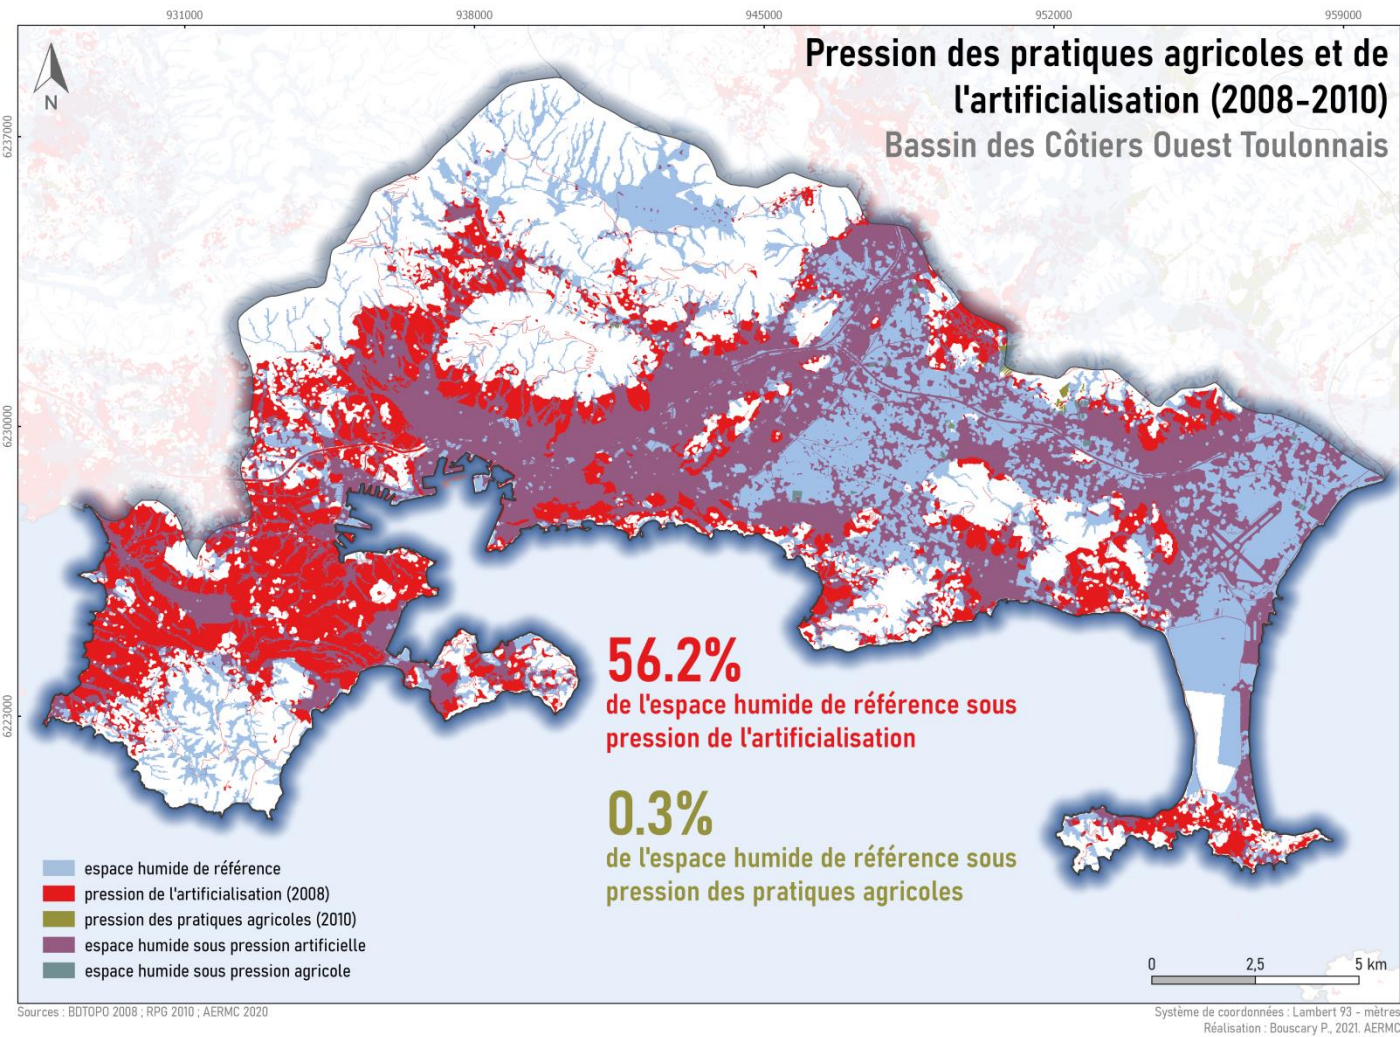 931000
938000
945000
952000
959000
Pression des pratiques agricoles et de
l'artificialisation (2008-2010)
Bassin des Côtiers Ouest Toulonnais
N
6237000
6230000
6223000
56.2%
de l'espace humide de référence sous
pression de l'artificialisation
0.3%
de l'espace humide de référence sous
pression des pratiques agricoles
espace humide de référence
pression de l'artificialisation (2008)
pression des pratiques agricoles (2010)
espace humide sous pression artificielle
espace humide sous pression agricole
0 2,5 5 km
Sources : BDTOPO 2008 ; RPG 2010 ; AERMC 2020
Système de coordonnées : Lambert 93 - mètres
Réalisation : Bouscary P., 2021. AERMC